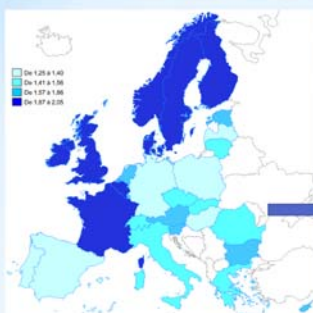 De 1,25 à 1,40
De 1,41 à 1,56
De 1,57 à 1,86
De 1,87 à 2,05